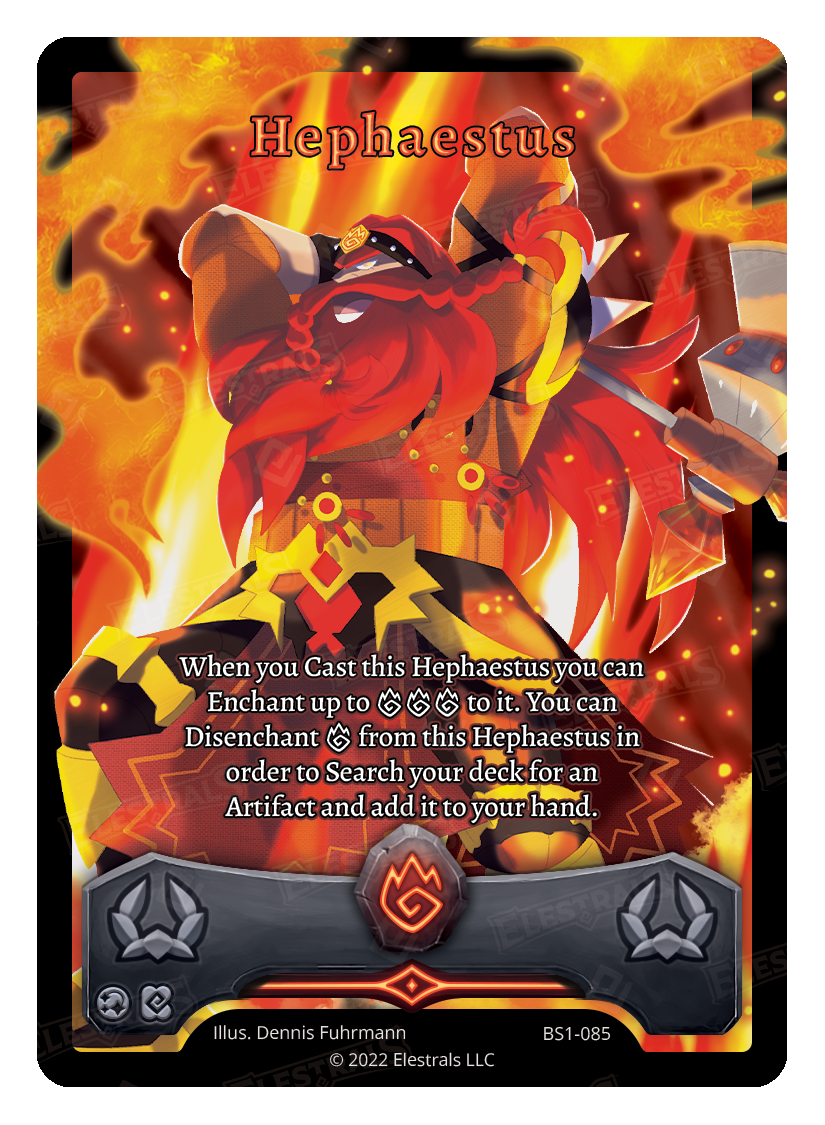 Hephaestus
When you Cast this Hephaestus you can
Enchant up to to it. You can
Disenchant from this Hephaestus in
order to Search your deck for an
Artifact and add it to your hand.
Illus. Dennis Fuhrmann BS1-085
© 2022 Elestrals LLC
ELESTRALS